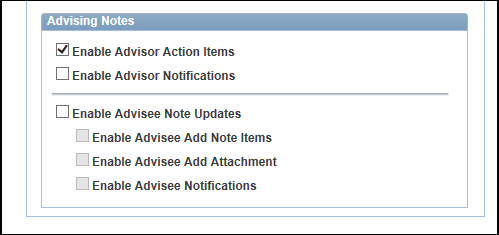 Advising Notes
Enable Advisor Action Items
Enable Advisor Notifications
Enable Advisee Note Updates
Enable Advisee Add Note Items
Enable Advisee Add Attachment
Enable Advisee Notifications